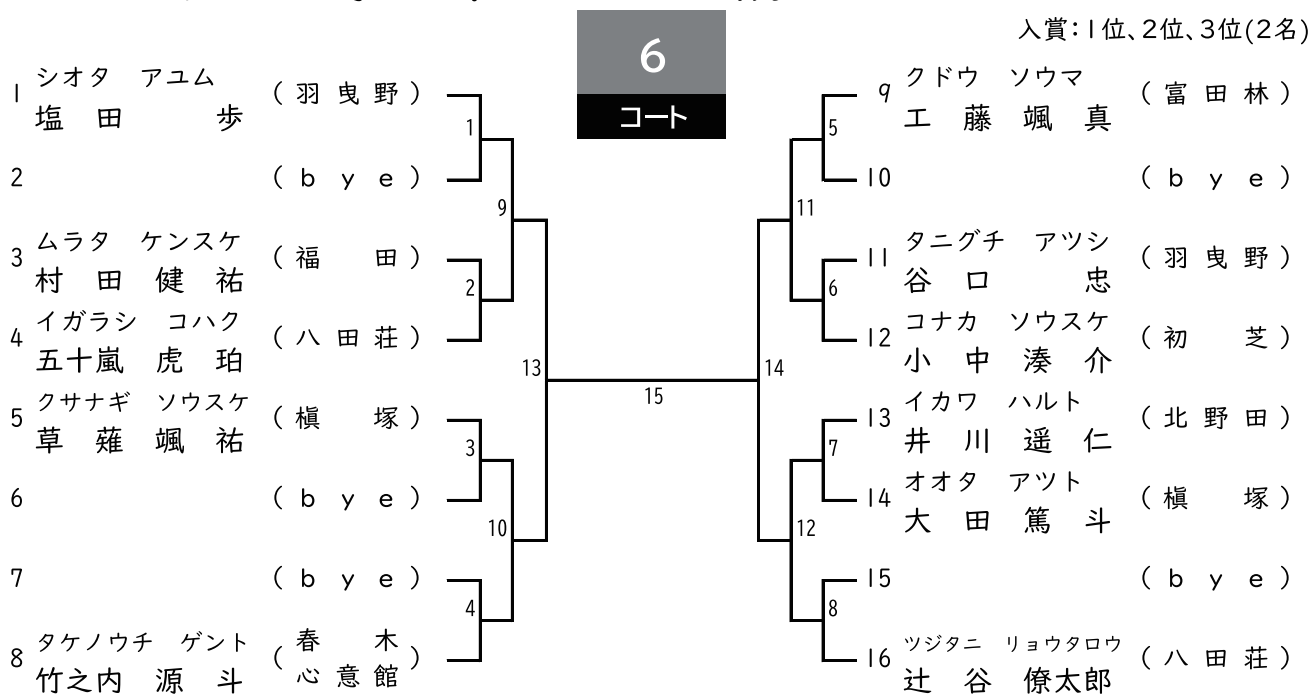 入賞：1位、2位、3位(2名)
6
コート
1 シオタ アユム
塩田 歩 (羽曳野)
2 (bye)
3 ムラタ ケンスケ
村田健祐 (福田)
4 イガラシ コハク
五十嵐虎珀 (八田荘)
5 クサナギ ソウスケ
草薙颯祐 (槇塚)
6 (bye)
7 (bye)
8 タケノウチ ゲント
竹之内源斗 (春木心意館)
1
2
3
4
9
10
13
15
14
11
12
5
6
7
8
9 クドウ ソウマ
工藤颯真 (富田林)
10 (bye)
11 タニグチ アツシ
谷口 忠 (羽曳野)
12 コナカ ソウスケ
小中湊介 (初芝)
13 イカワ ハルト
井川遥仁 (北野田)
14 オオタ アツト
大田篤斗 (槇塚)
15 (bye)
16 ツジタニ リョウタロウ
辻谷僚太郎 (八田荘)